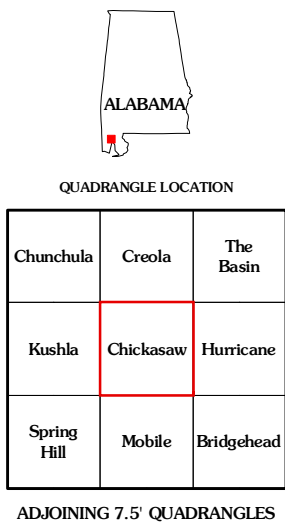 ALABAMA
QUADRANGLE LOCATION
Chunchula
Creola
The
Basin
Kushla
Chickasaw
Hurricane
Spring
Hill
Mobile
Bridgehead
ADJOINING 7.5' QUADRANGLES